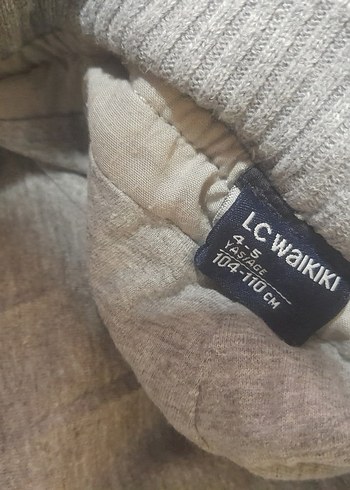 LC WAIKIKI
4-5
YAŞ/AGE
104-110 CM